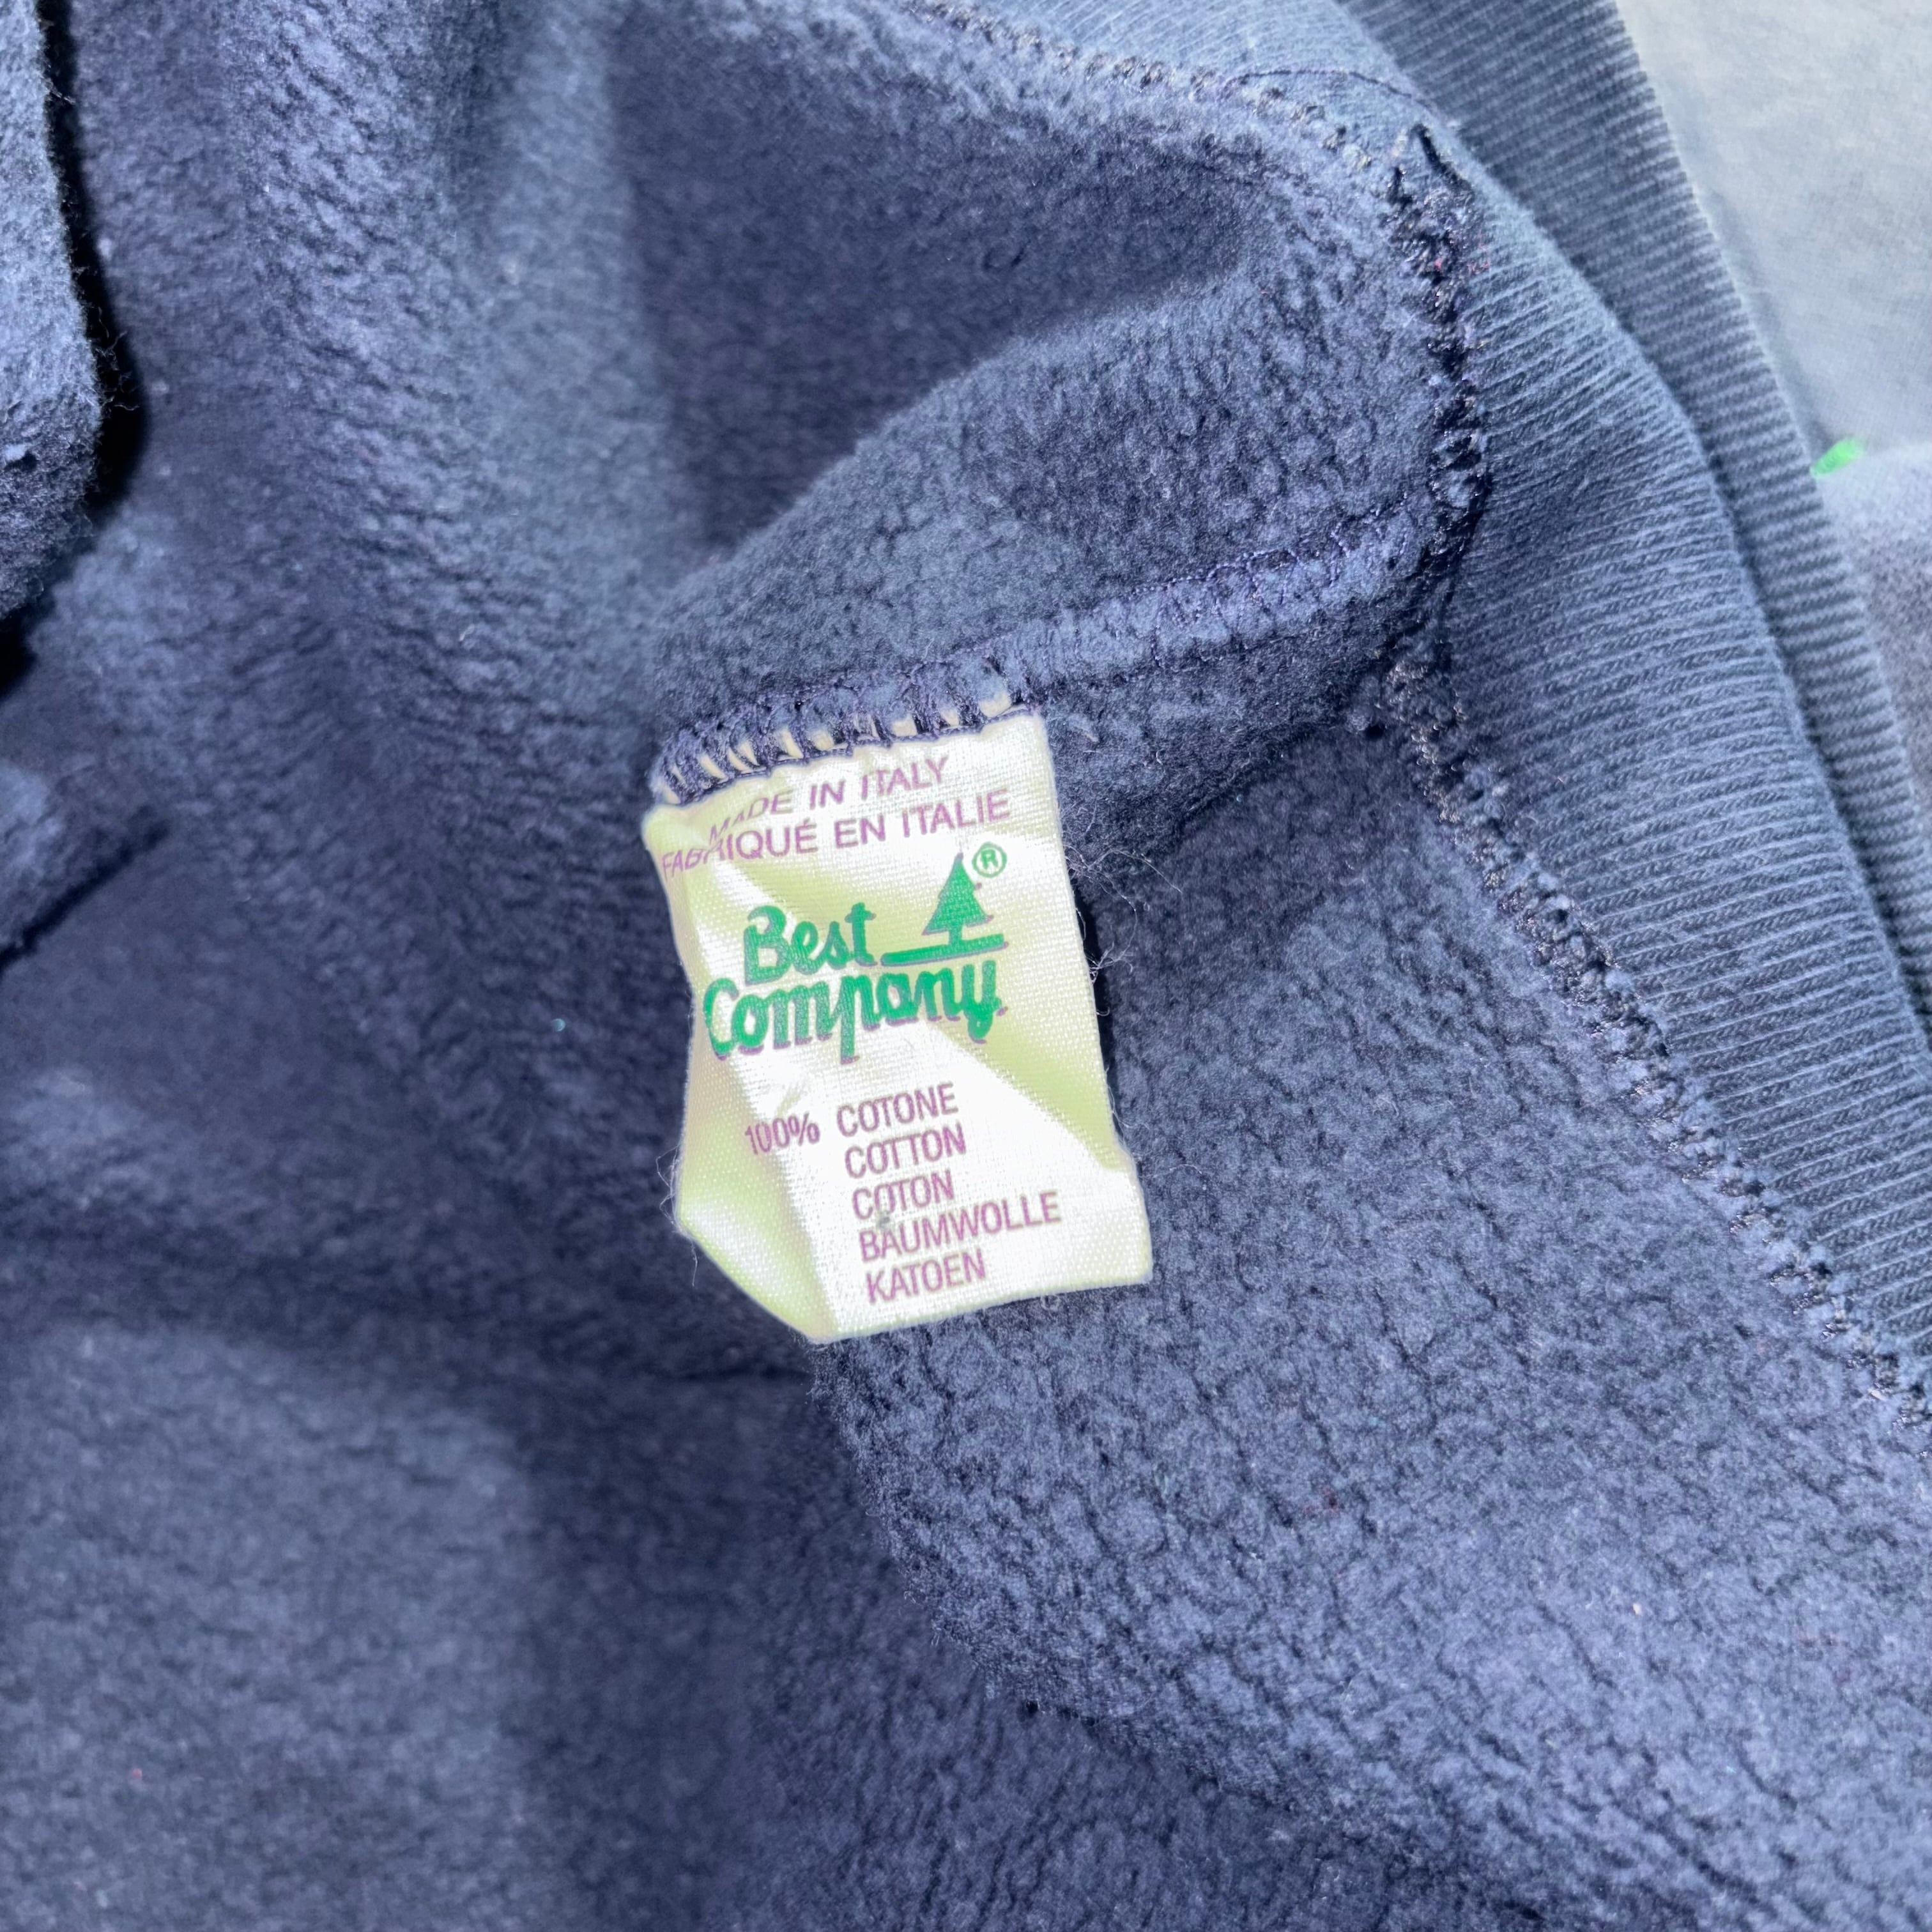 MADE IN ITALY
FABRIQUÉ EN ITALIE
®
Best
Company
100% COTONE
COTTON
COTON
BAUMWOLLE
KATOEN